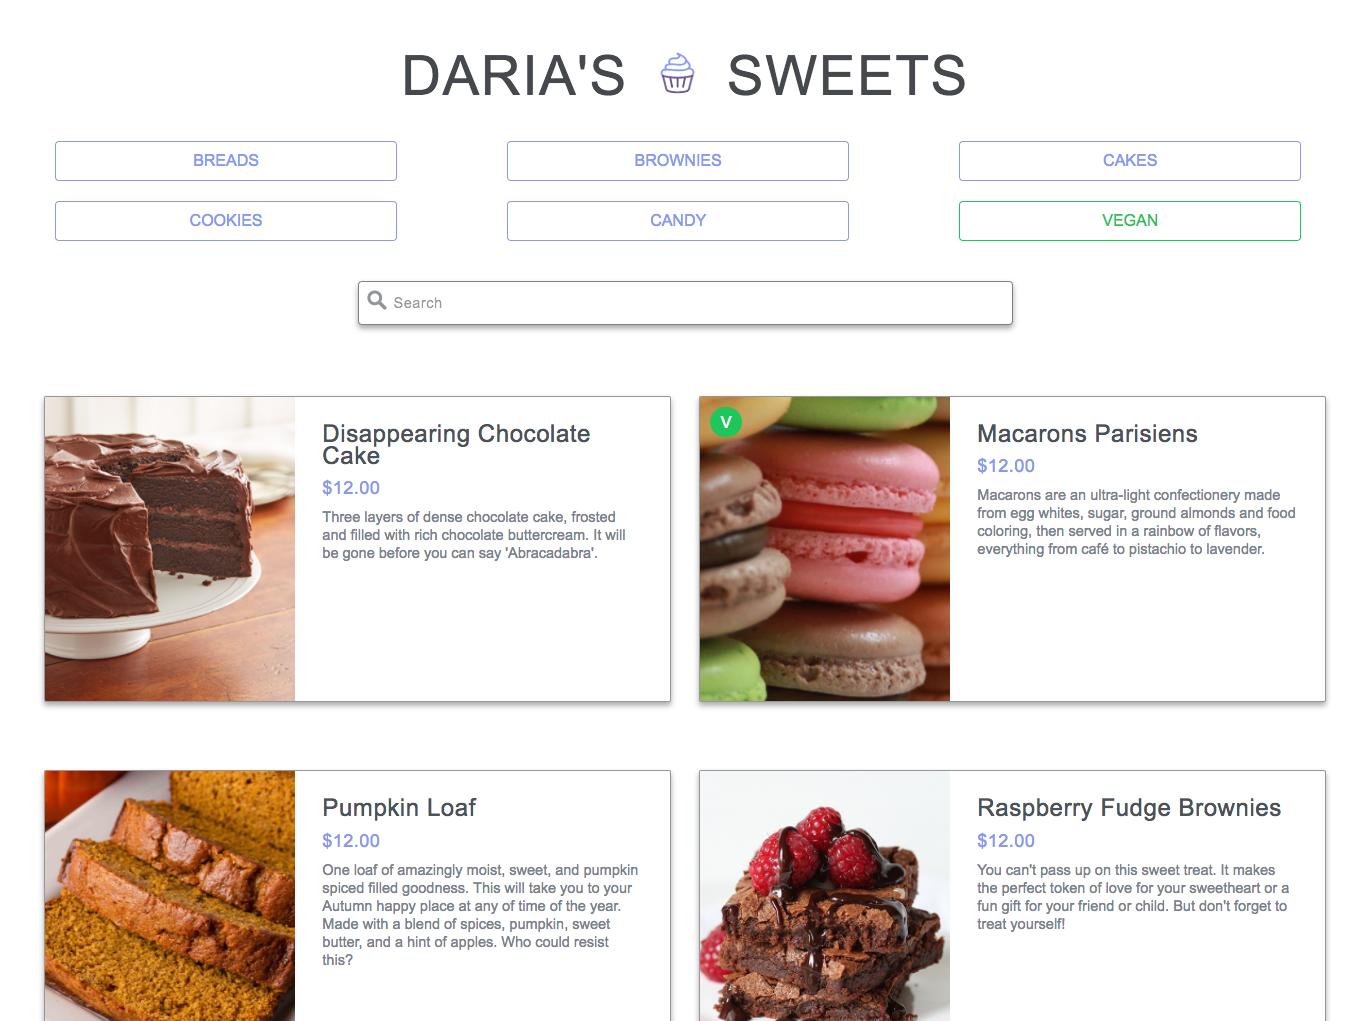 DARIA'S SWEETS
BREADS
BROWNIES
CAKES
COOKIES
CANDY
VEGAN
Search
Disappearing Chocolate
Cake
$12.00
Three layers of dense chocolate cake, frosted
and filled with rich chocolate buttercream. It will
be gone before you can say 'Abracadabra'.
V
Macarons Parisiens
$12.00
Macarons are an ultra-light confectionery made
from egg whites, sugar, ground almonds and food
coloring, then served in a rainbow of flavors,
everything from café to pistachio to lavender.
Pumpkin Loaf
$12.00
One loaf of amazingly moist, sweet, and pumpkin
spiced filled goodness. This will take you to your
Autumn happy place at any of time of the year.
Made with a blend of spices, pumpkin, sweet
butter, and a hint of apples. Who could resist
this?
Raspberry Fudge Brownies
$12.00
You can't pass up on this sweet treat. It makes
the perfect token of love for your sweetheart or a
fun gift for your friend or child. But don't forget to
treat yourself!